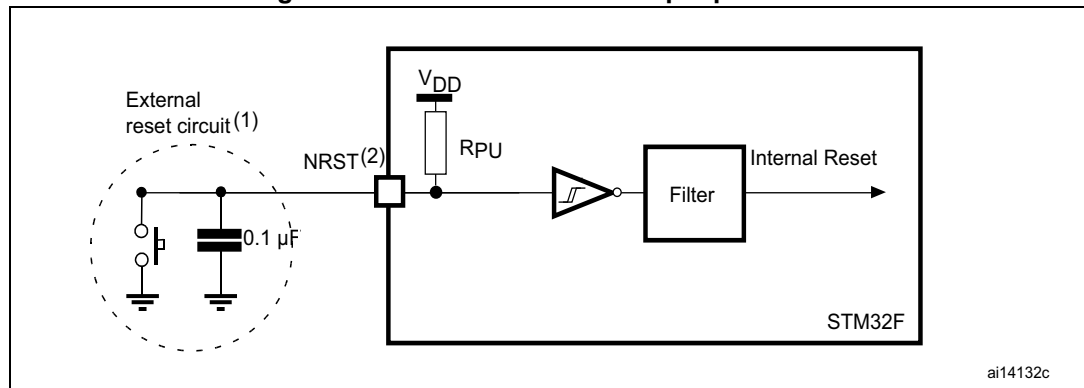 VDD
External
reset circuit(1)
NRST(2)
RPU
Internal Reset
Filter
0.1 µF
STM32F
ai14132c